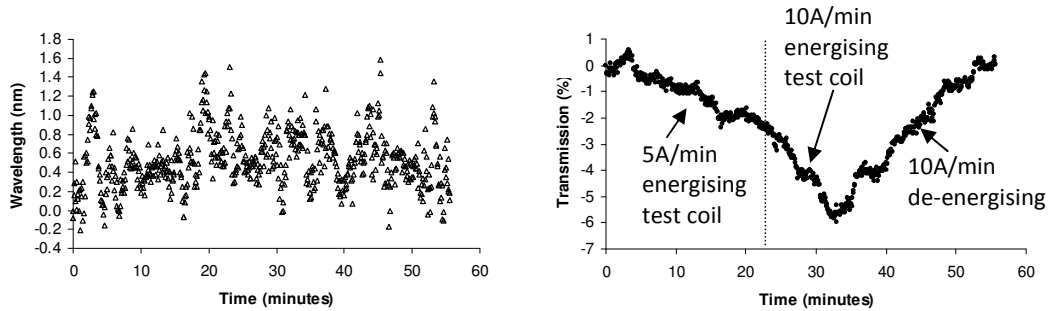 Wavelength (nm)
1.8
1.6
1.4
1.2
1.0
0.8
0.6
0.4
0.2
0.0
-0.2
-0.4
0 10 20 30 40 50 60
Time (minutes)
Transmission (%)
1
0
-1
-2
-3
-4
-5
-6
-7
0 10 20 30 40 50 60
Time (minutes)
10A/min
energising
test coil
5A/min
energising
test coil
10A/min
de-energising